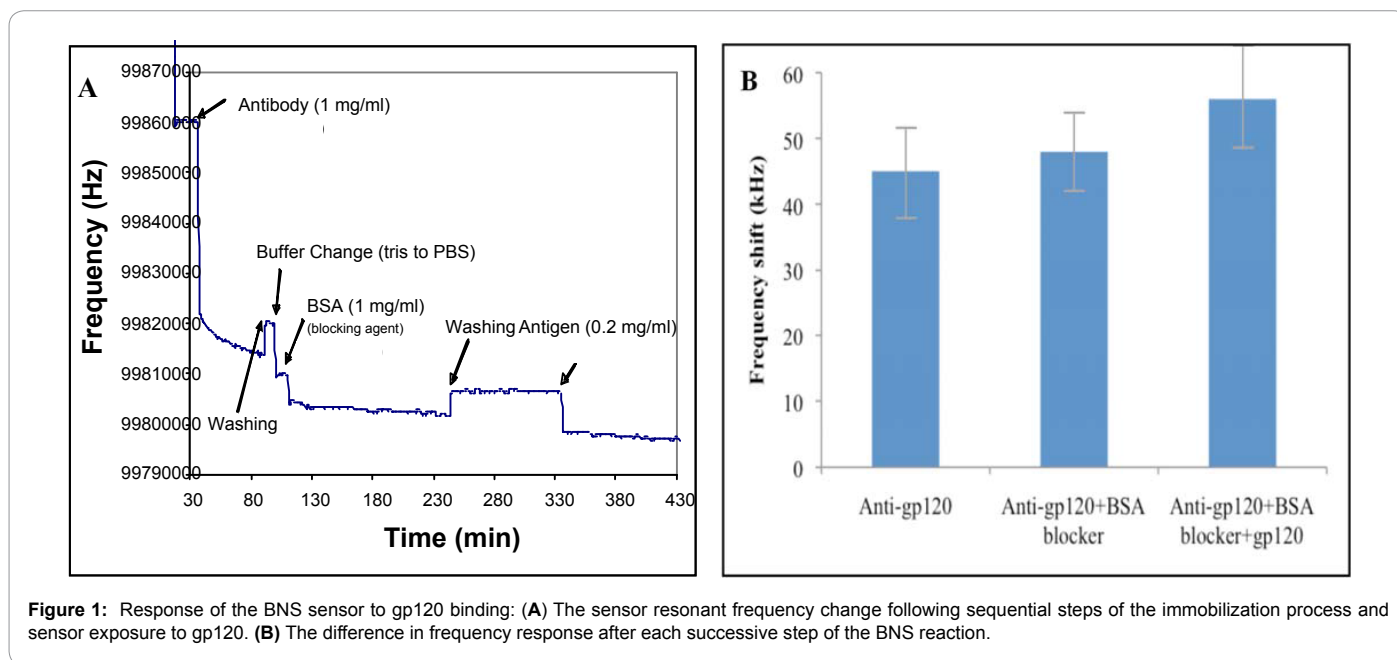 A
Frequency (Hz)
99870000
99860000
99850000
99840000
99830000
99820000
99810000
99800000
99790000
Antibody (1 mg/ml)
Buffer Change (tris to PBS)
BSA (1 mg/ml)
(blocking agent)
Washing Antigen (0.2 mg/ml)
Washing
30 80 130 180 230 280 330 380 430
Time (min)
B
Frequency shift (kHz)
60
50
40
30
20
10
0
Anti-gp120
Anti-gp120+BSA
blocker
Anti-gp120+BSA
blocker+gp120
Figure 1: Response of the BNS sensor to gp120 binding: (A) The sensor resonant frequency change following sequential steps of the immobilization process and
sensor exposure to gp120. (B) The difference in frequency response after each successive step of the BNS reaction.